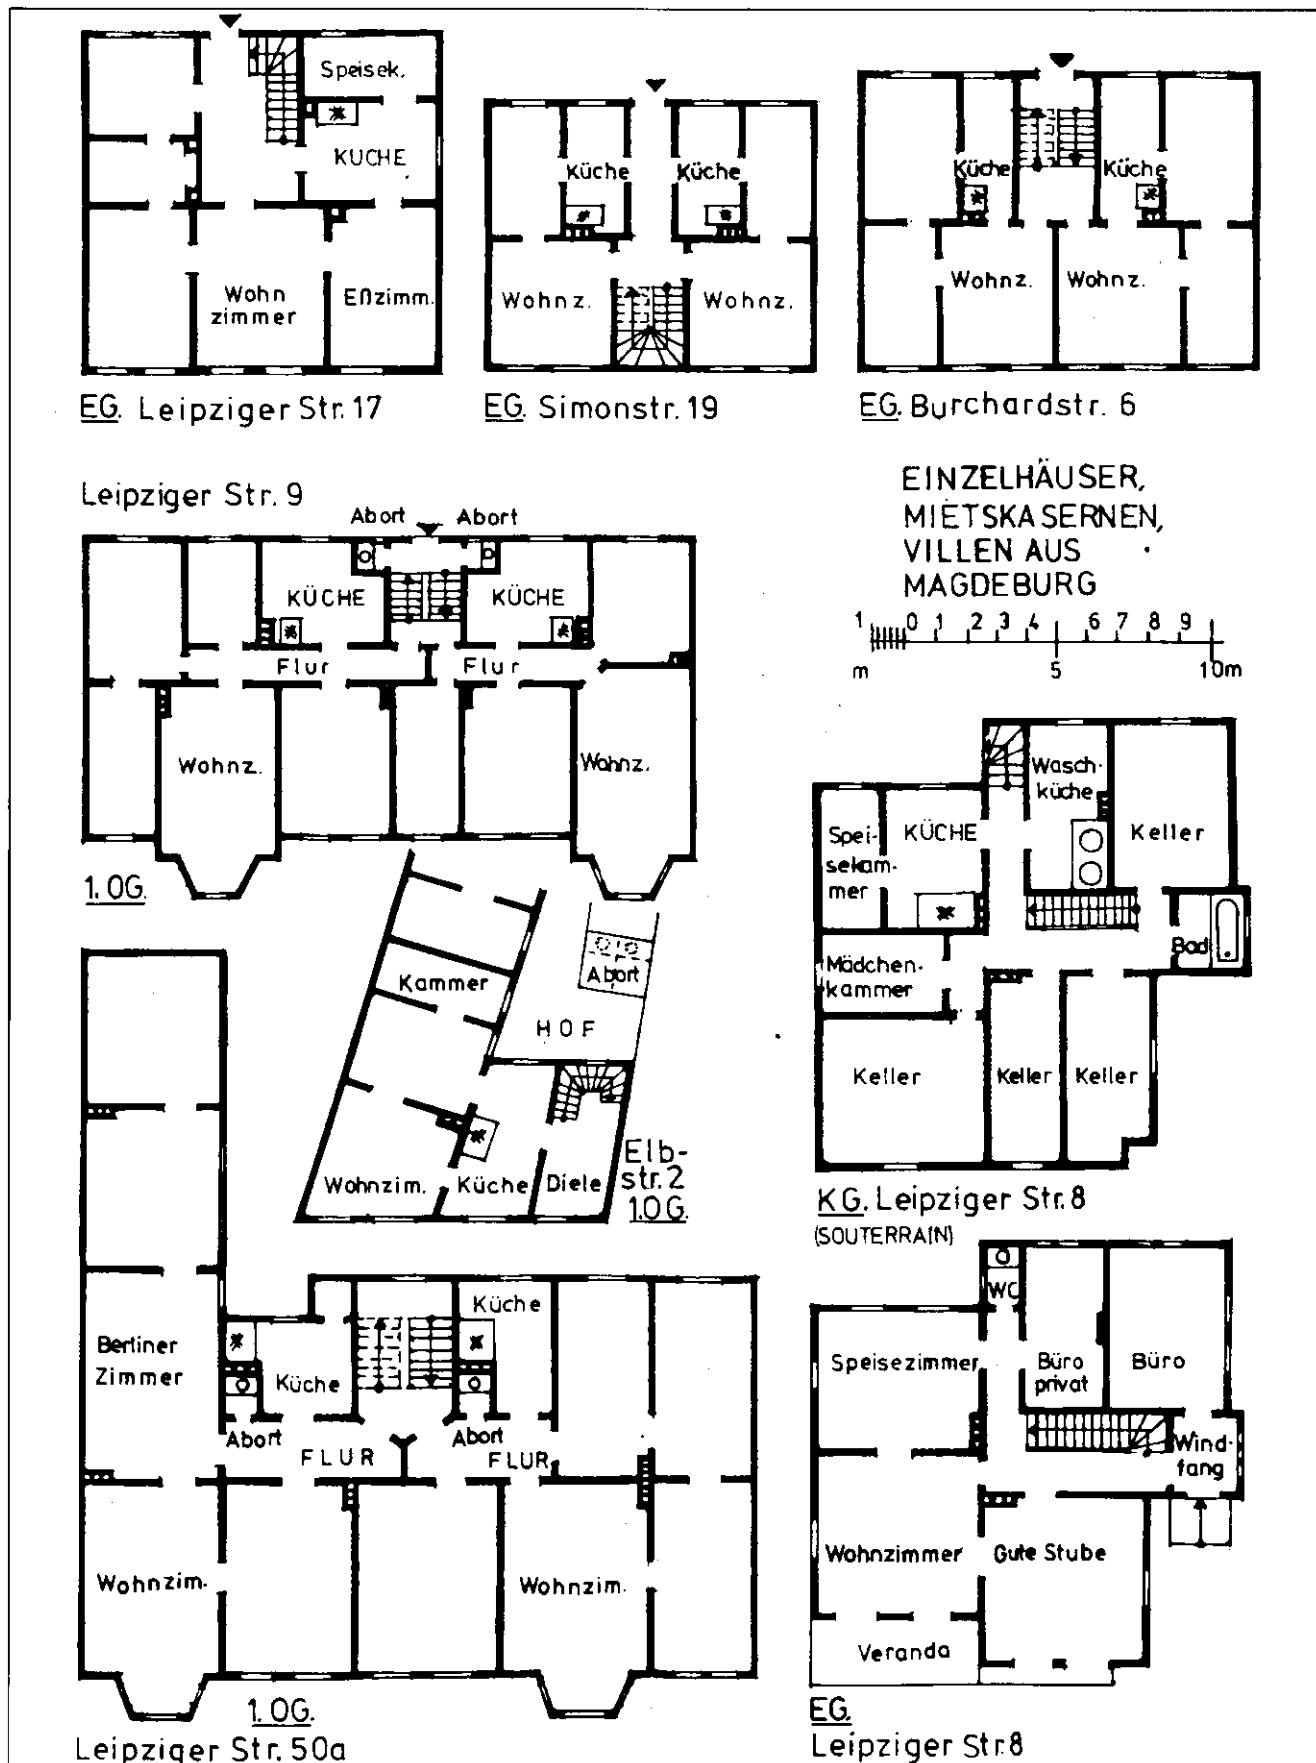 Speisek.
KÜCHE
Wohn
zimmer
Eßzimm.
EG. Leipziger Str. 17
Küche
Küche
Wohnz.
Wohnz.
EG. Simonstr. 19
Küche
Küche
Wohnz.
Wohnz.
EG. Burchardstr. 6
Leipziger Str. 9
Abort
Abort
KÜCHE
KÜCHE
Flur
Flur
Wohnz.
Wohnz.
1. OG.
EINZELHÄUSER,
MIETSKASERNEN,
VILLEN AUS
MAGDEBURG
1 0 1 2 3 4 6 7 8 9
m 5 10m
Wasch-
küche
Keller
Spei-
sekam-
mer
KÜCHE
Bad
Mädchen-
kammer
Keller
Keller
Keller
KG. Leipziger Str. 8
(SOUTERRAIN)
Kammer
Abort
HOF
Wohnzim.
Küche
Diele
Elb-
str. 2
1.OG.
Berliner
Zimmer
Küche
Küche
Abort
Abort
FLUR
FLUR
Wohnzim.
Wohnzim.
1. OG.
Leipziger Str. 50a
WC
Speisezimmer
Büro
privat
Büro
Wind-
fang
Wohnzimmer
Gute Stube
Veranda
EG.
Leipziger Str 8